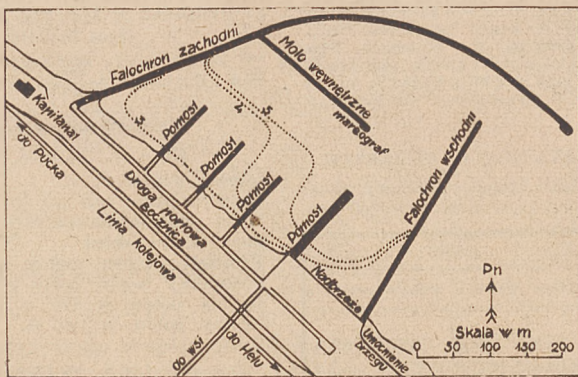 Falochron zachodni
Molo wewnętrzne
mareograf
Falochron wschodni
Kapitanat
do Pucka
3
4
5
Pomost
Pomost
Pomost
Pomost
Droga portowa
Bocznica
Linia kolejowa
Nadbrzeże
Umocnienie
brzegu
do wsi
do Helu
Pn
Skala w m
0 50 100 150 200